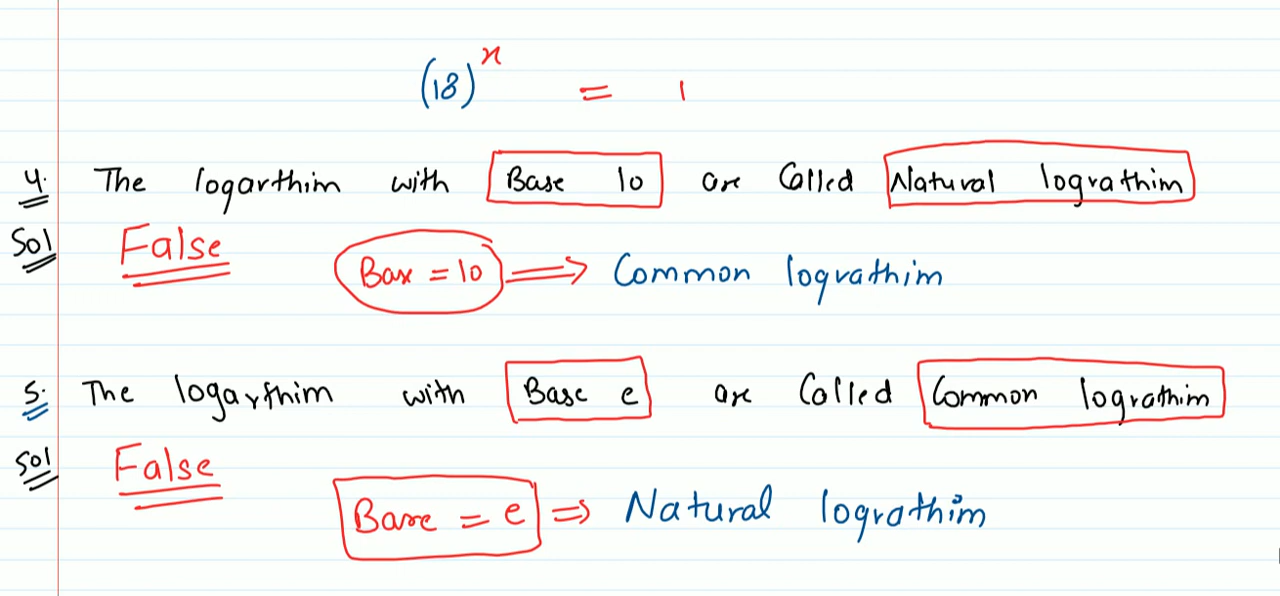 (18)^x = 1
4. The logarthim with Base 10 are Called Natural lograthim
Sol False Base = 10 ⟹ Common lograthim
5. The logarthim with Base e are Called Common lograthim
Sol False Base = e ⇒ Natural lograthim